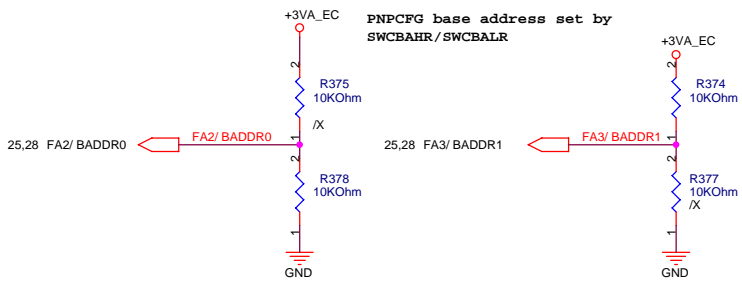 +3VA_EC
PNPCFG base address set by
SWCBAHR/SWCBALR
+3VA_EC
2
R375
10KOhm
/X
1
2
R374
10KOhm
1
25,28 FA2/ BADDR0
FA2/ BADDR0
25,28 FA3/ BADDR1
FA3/ BADDR1
2
R378
10KOhm
1
2
R377
10KOhm
/X
1
GND
GND